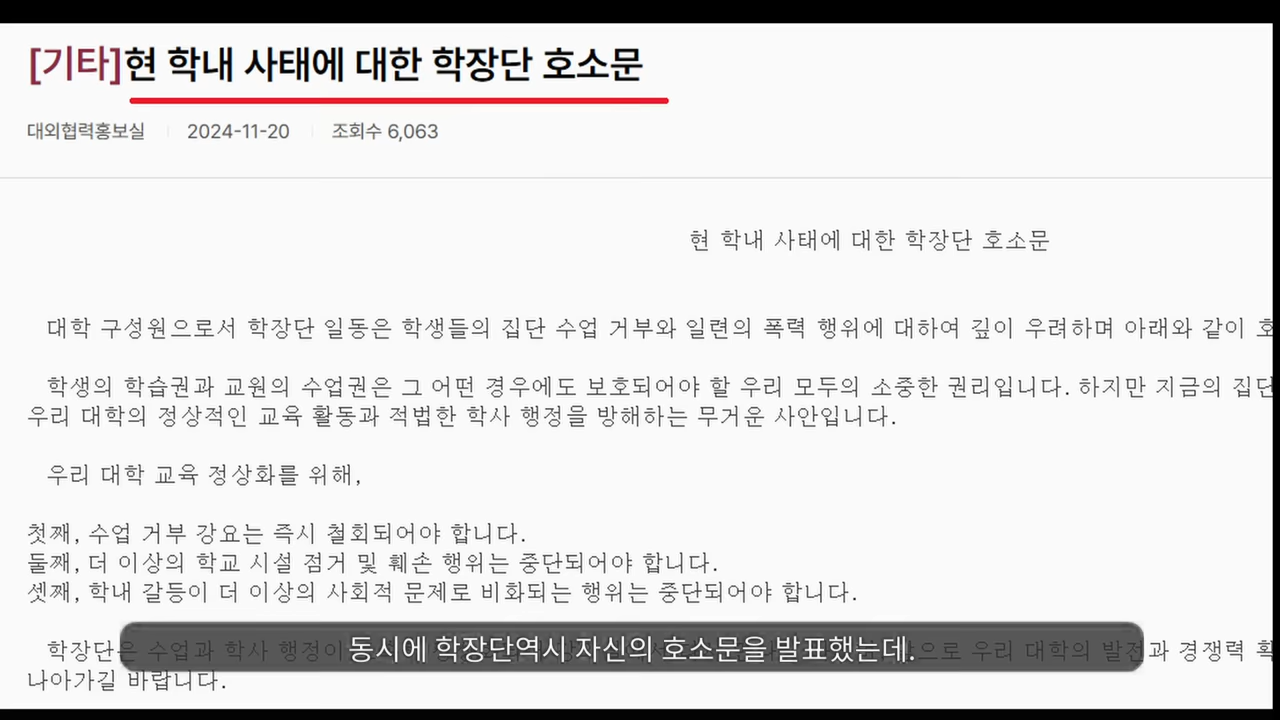 [기타]현 학내 사태에 대한 학장단 호소문
대외협력홍보실 2024-11-20 조회수 6,063
현 학내 사태에 대한 학장단 호소문
대학 구성원으로서 학장단 일동은 학생들의 집단 수업 거부와 일련의 폭력 행위에 대하여 깊이 우려하며 아래와 같이
학생의 학습권과 교원의 수업권은 그 어떤 경우에도 보호되어야 할 우리 모두의 소중한 권리입니다. 하지만 지금의 집단
우리 대학의 정상적인 교육 활동과 적법한 학사 행정을 방해하는 무거운 사안입니다.
우리 대학 교육 정상화를 위해,
첫째, 수업 거부 강요는 즉시 철회되어야 합니다.
둘째, 더 이상의 학교 시설 점거 및 훼손 행위는 중단되어야 합니다.
셋째, 학내 갈등이 더 이상의 사회적 문제로 비화되는 행위는 중단되어야 합니다.
학장단은 수업과 학사 행정이 우리 대학의 발전과 경쟁력
동시에 학장단역시 자신의 호소문을 발표했는데.
나아가길 바랍니다.